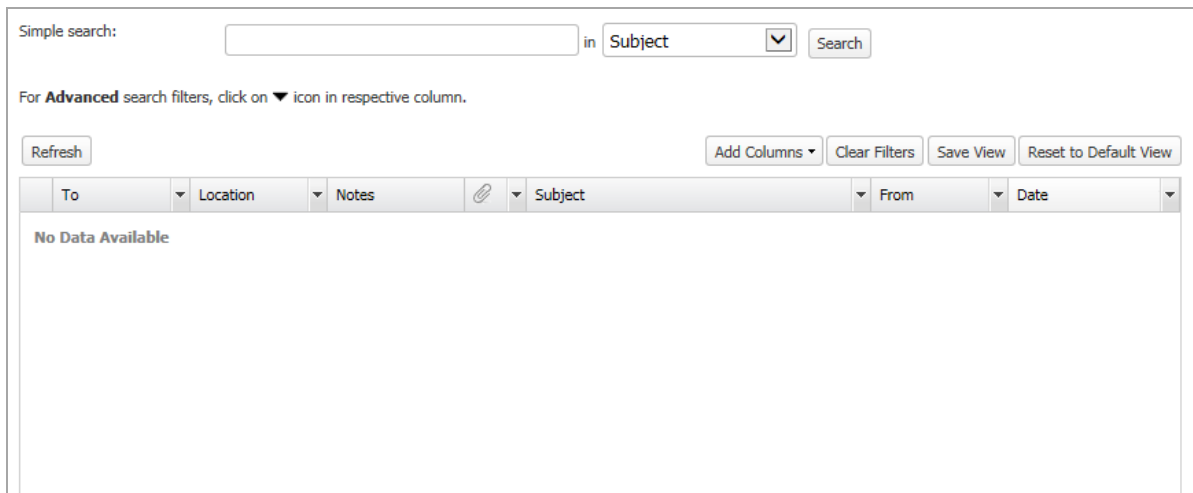 Simple search: in Subject Search
For Advanced search filters, click on ▼ icon in respective column.
Refresh Add Columns Clear Filters Save View Reset to Default View
To Location Notes Subject From Date
No Data Available